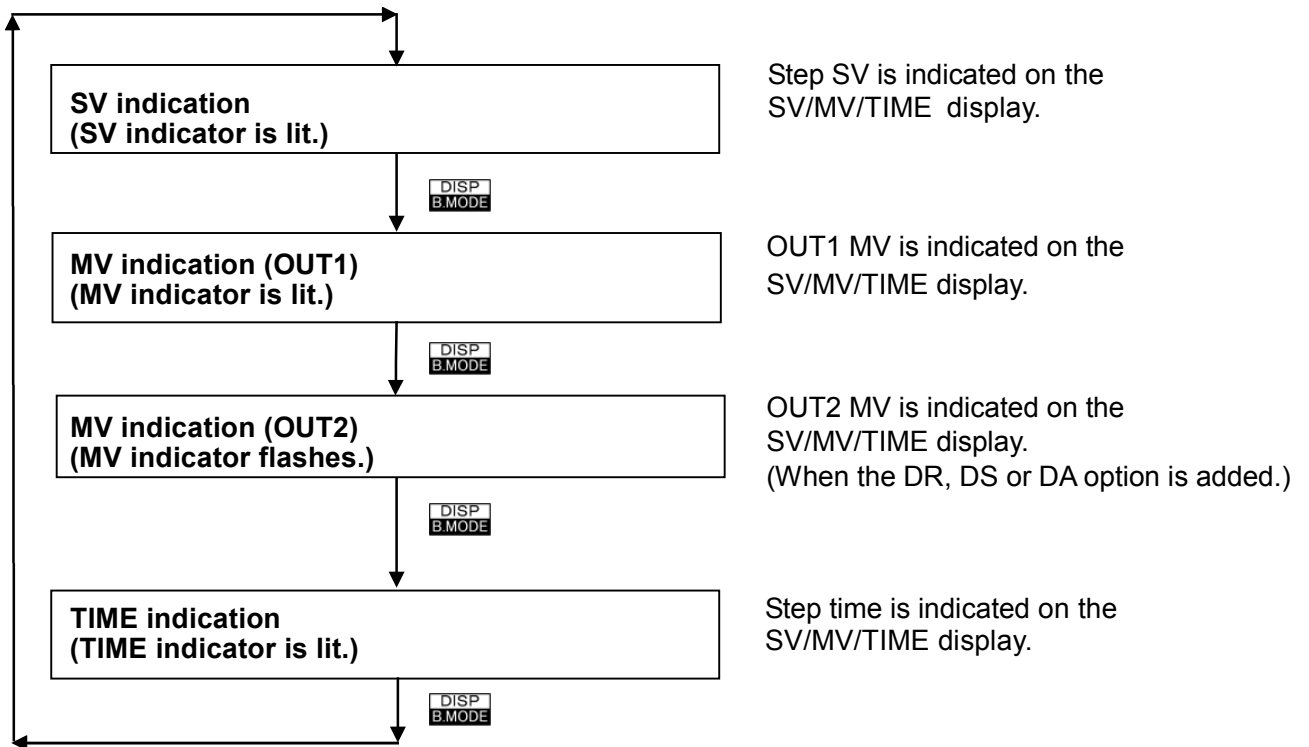 SV indication
(SV indicator is lit.)
Step SV is indicated on the
SV/MV/TIME display.
DISP
B.MODE
MV indication (OUT1)
(MV indicator is lit.)
OUT1 MV is indicated on the
SV/MV/TIME display.
DISP
B.MODE
MV indication (OUT2)
(MV indicator flashes.)
OUT2 MV is indicated on the
SV/MV/TIME display.
(When the DR, DS or DA option is added.)
DISP
B.MODE
TIME indication
(TIME indicator is lit.)
Step time is indicated on the
SV/MV/TIME display.
DISP
B.MODE